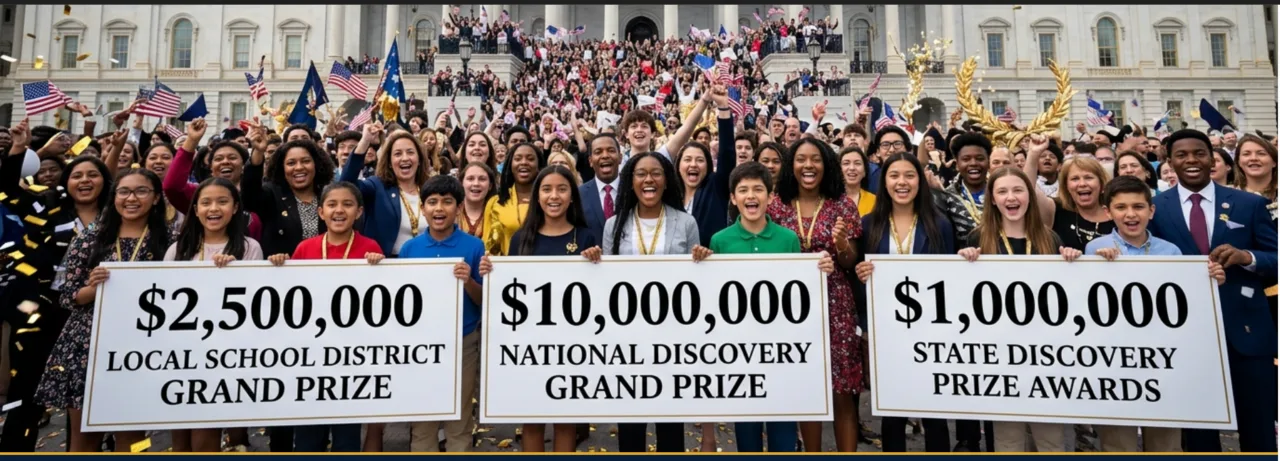 $2,500,000
LOCAL SCHOOL DISTRICT
GRAND PRIZE
$10,000,000
NATIONAL DISCOVERY
GRAND PRIZE
$1,000,000
STATE DISCOVERY
PRIZE AWARDS